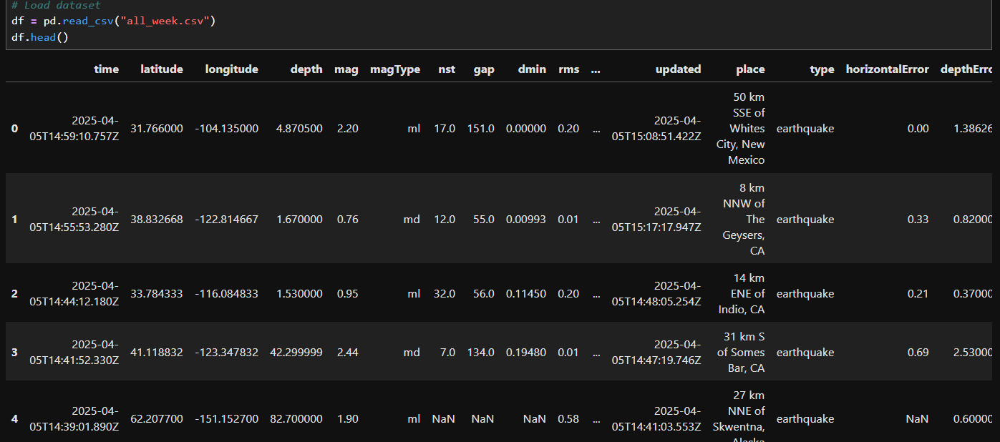 # Load dataset
df = pd.read_csv("all_week.csv")
df.head()
time latitude longitude depth mag magType nst gap dmin rms ... updated place type horizontalError depthErro
0 2025-04-05T14:59:10.757Z 31.766000 -104.135000 4.870500 2.20 ml 17.0 151.0 0.00000 0.20 ... 2025-04-05T15:08:51.422Z 50 km SSE of Whites City, New Mexico earthquake 0.00 1.38626
1 2025-04-05T14:55:53.280Z 38.832668 -122.814667 1.670000 0.76 md 12.0 55.0 0.00993 0.01 ... 2025-04-05T15:17:17.947Z 8 km NNW of The Geysers, CA earthquake 0.33 0.82000
2 2025-04-05T14:44:12.180Z 33.784333 -116.084833 1.530000 0.95 ml 32.0 56.0 0.11450 0.20 ... 2025-04-05T14:48:05.254Z 14 km ENE of Indio, CA earthquake 0.21 0.37000
3 2025-04-05T14:41:52.330Z 41.118832 -123.347832 42.299999 2.44 md 7.0 134.0 0.19480 0.01 ... 2025-04-05T14:47:19.746Z 31 km S of Somes Bar, CA earthquake 0.69 2.53000
4 2025-04-05T14:39:01.890Z 62.207700 -151.152700 82.700000 1.90 ml NaN NaN NaN 0.58 ... 2025-04-05T14:41:03.553Z 27 km NNE of Skwentna, Alaska earthquake NaN 0.60000